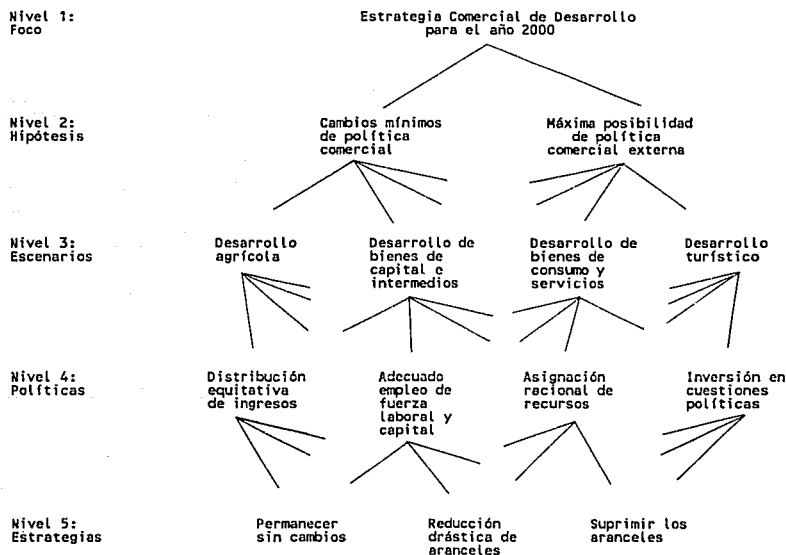 Nivel 1:
Foco
Estrategia Comercial de Desarrollo
para el año 2000
Nivel 2:
Hipótesis
Cambios mínimos
de política
comercial
Máxima posibilidad
de política
comercial externa
Nivel 3:
Escenarios
Desarrollo
agrícola
Desarrollo de
bienes de
capital e
intermedios
Desarrollo de
bienes de
consumo y
servicios
Desarrollo
turístico
Nivel 4:
Políticas
Distribución
equitativa
de ingresos
Adecuado
empleo de
fuerza
laboral y
capital
Asignación
racional de
recursos
Inversión en
cuestiones
políticas
Nivel 5:
Estrategias
Permanecer
sin cambios
Reducción
drástica de
aranceles
Suprimir los
aranceles